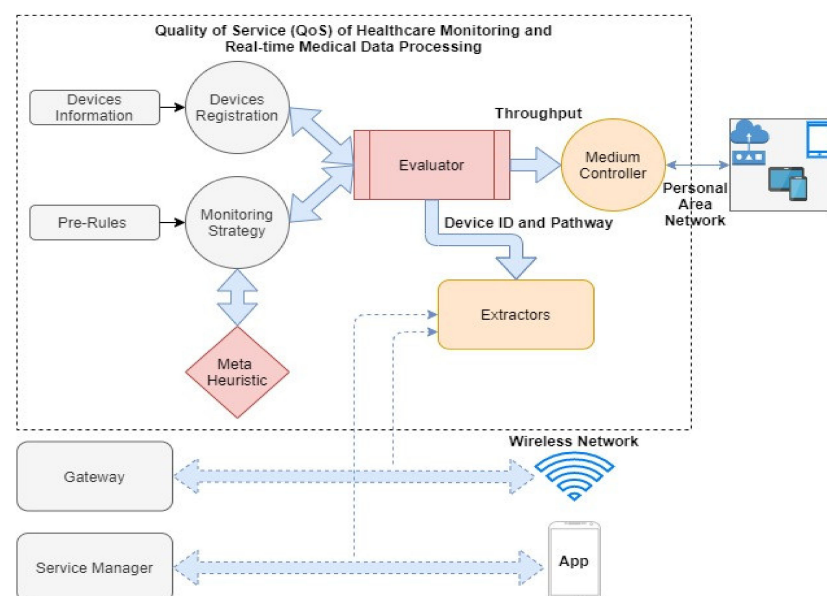 Quality of Service (QoS) of Healthcare Monitoring and
Real-time Medical Data Processing
Devices
Information
Devices
Registration
Throughput
Evaluator
Medium
Controller
Personal
Area
Network
Pre-Rules
Monitoring
Strategy
Device ID and Pathway
Extractors
Meta
Heuristic
Wireless Network
Gateway
Service Manager
App